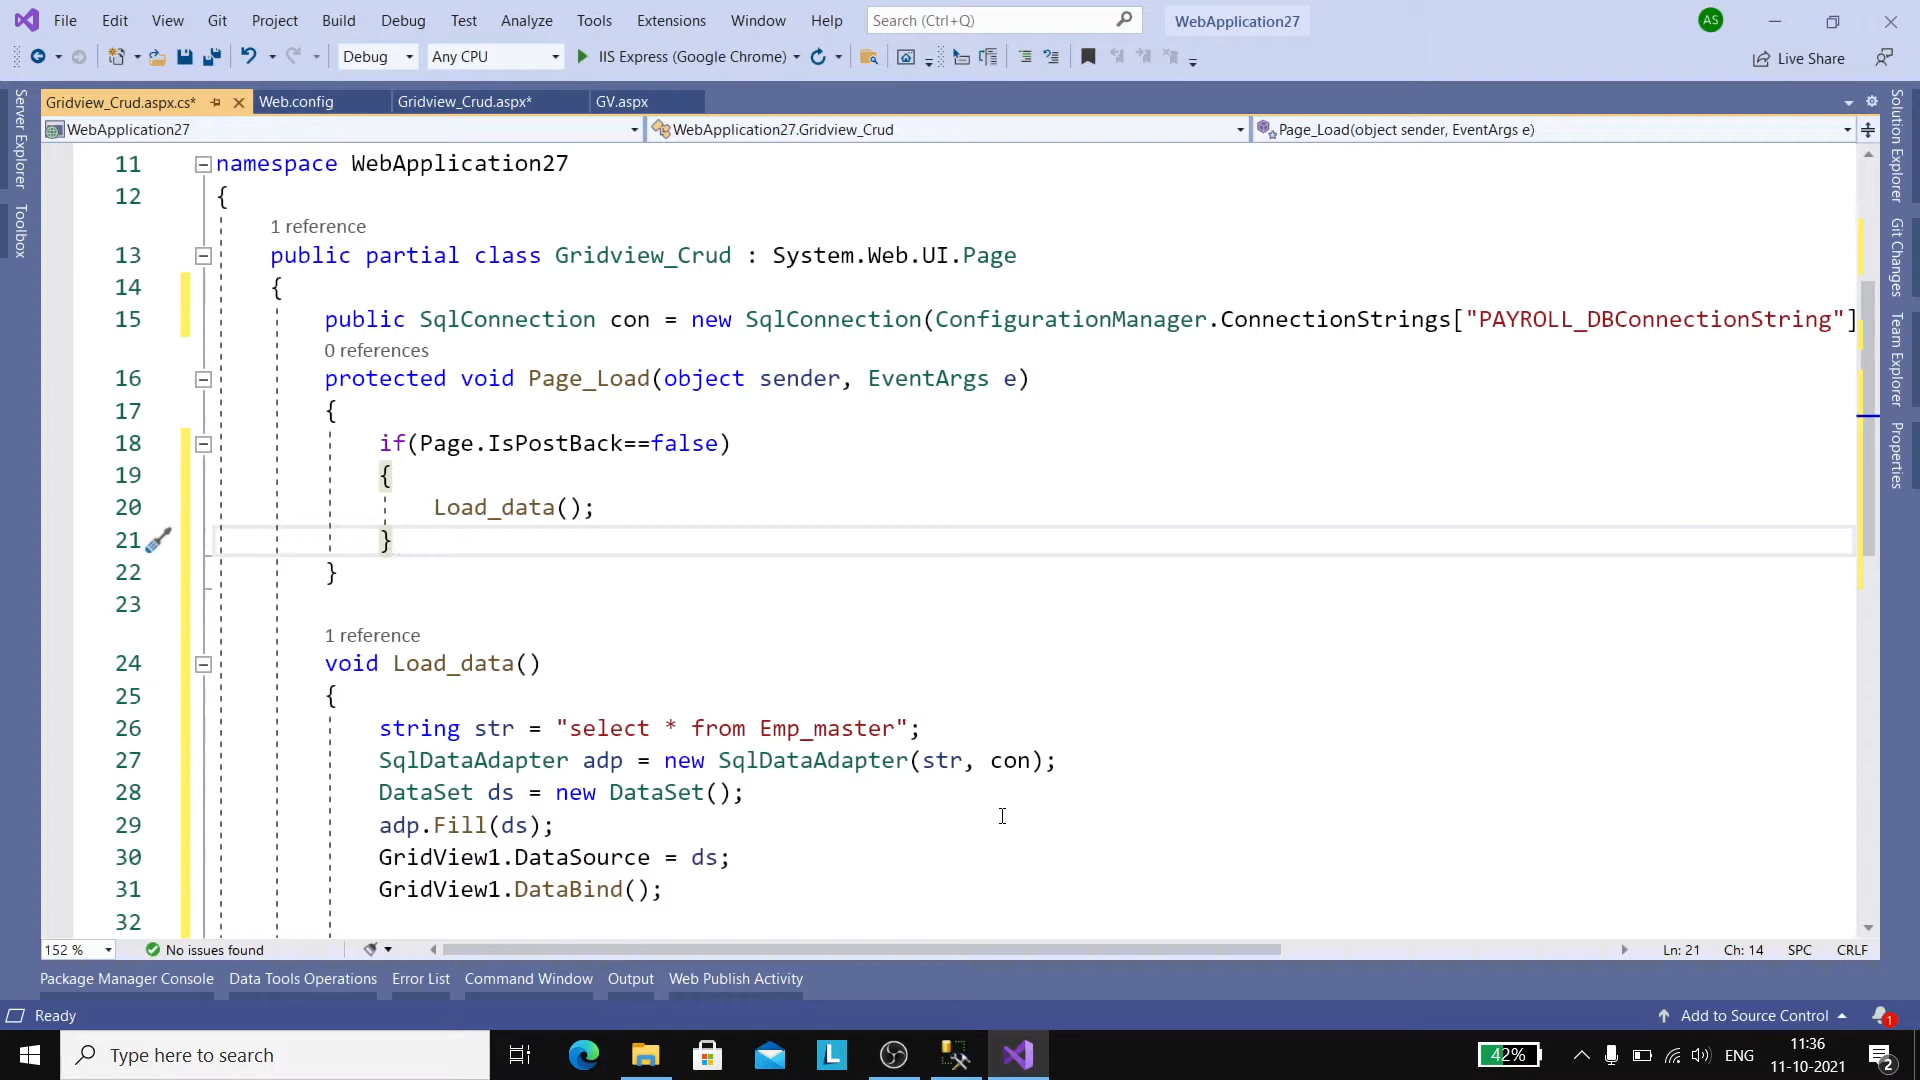 File Edit View Git Project Build Debug Test Analyze Tools Extensions Window Help Search (Ctrl+Q) WebApplication27 AS
Debug Any CPU IIS Express (Google Chrome) Live Share
Gridview_Crud.aspx.cs* Web.config Gridview_Crud.aspx* GV.aspx
WebApplication27 WebApplication27.Gridview_Crud Page_Load(object sender, EventArgs e)
Server Explorer
Toolbox
Solution Explorer
Git Changes
Team Explorer
Properties
11 namespace WebApplication27
12 {
1 reference
13 public partial class Gridview_Crud : System.Web.UI.Page
14 {
15 public SqlConnection con = new SqlConnection(ConfigurationManager.ConnectionStrings["PAYROLL_DBConnectionString"]
0 references
16 protected void Page_Load(object sender, EventArgs e)
17 {
18 if(Page.IsPostBack==false)
19 {
20 Load_data();
21 }
22 }
23
1 reference
24 void Load_data()
25 {
26 string str = "select * from Emp_master";
27 SqlDataAdapter adp = new SqlDataAdapter(str, con);
28 DataSet ds = new DataSet();
29 adp.Fill(ds);
30 GridView1.DataSource = ds;
31 GridView1.DataBind();
32
152 % No issues found Ln: 21 Ch: 14 SPC CRLF
Package Manager Console Data Tools Operations Error List Command Window Output Web Publish Activity
Ready Add to Source Control 1
Type here to search L 42% ENG 11:36
11-10-2021 2